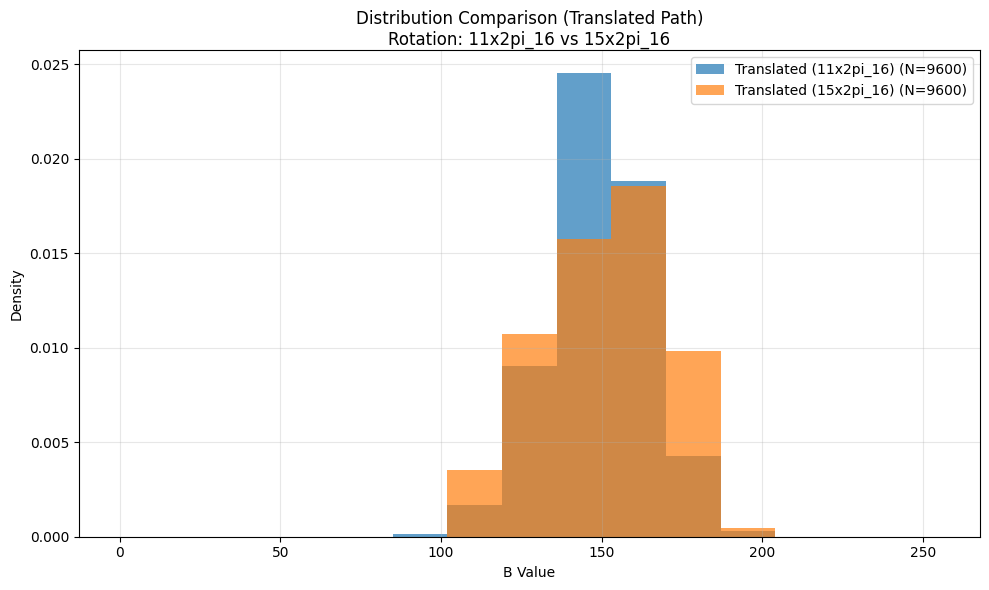 Distribution Comparison (Translated Path)
Rotation: 11x2pi_16 vs 15x2pi_16
Translated (11x2pi_16) (N=9600)
Translated (15x2pi_16) (N=9600)
Density
0.025
0.020
0.015
0.010
0.005
0.000
0 50 100 150 200 250
B Value